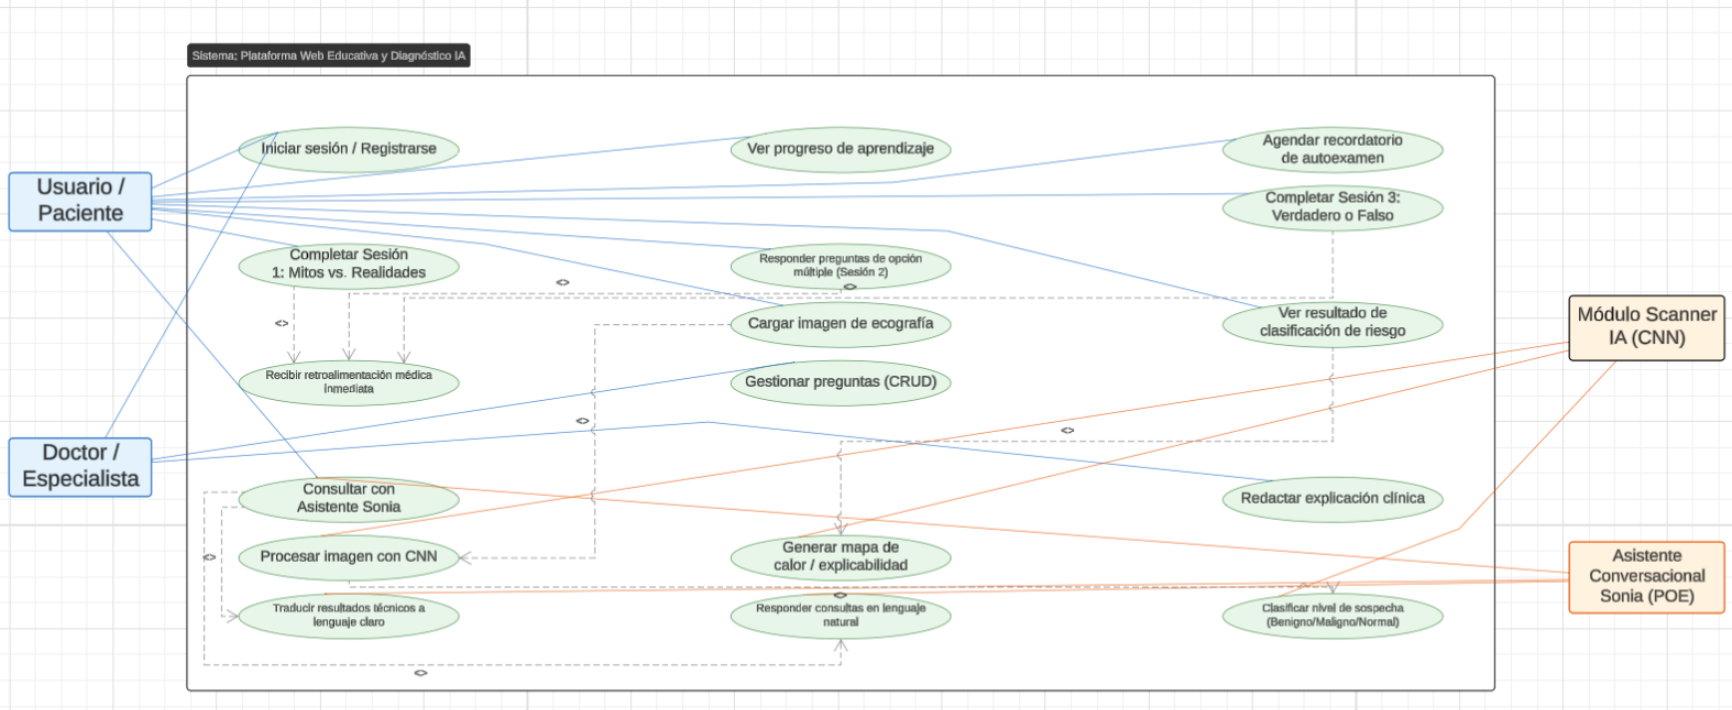 Sistema; Plataforma Web Educativa y Diagnóstico IA
Usuario /
Paciente
Iniciar sesión / Registrarse
Ver progreso de aprendizaje
Agendar recordatorio
de autoexamen
Completar Sesión 3:
Verdadero o Falso
Completar Sesión
1: Mitos vs. Realidades
Responder preguntas de opción
múltiple (Sesión 2)
<>
<>
<>
Cargar imagen de ecografía
Ver resultado de
clasificación de riesgo
Módulo Scanner
IA (CNN)
Recibir retroalimentación médica
inmediata
Gestionar preguntas (CRUD)
<>
<>
Doctor /
Especialista
Consultar con
Asistente Sonia
Redactar explicación clínica
<>
Procesar imagen con CNN
Generar mapa de
calor / explicabilidad
Asistente
Conversacional
Sonia (POE)
<>
Traducir resultados técnicos a
lenguaje claro
Responder consultas en lenguaje
natural
Clasificar nivel de sospecha
(Benigno/Maligno/Normal)
<>